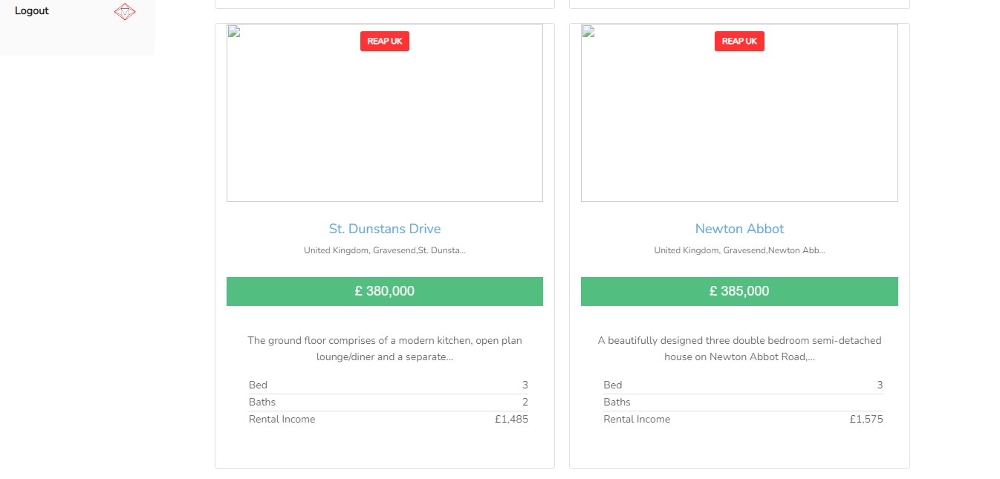 Logout
REAP UK
St. Dunstans Drive
United Kingdom, Gravesend,St. Dunsta...
£ 380,000
The ground floor comprises of a modern kitchen, open plan
lounge/diner and a separate...
Bed 3
Baths 2
Rental Income £1,485
REAP UK
Newton Abbot
United Kingdom, Gravesend,Newton Abb...
£ 385,000
A beautifully designed three double bedroom semi-detached
house on Newton Abbot Road,...
Bed 3
Baths
Rental Income £1,575